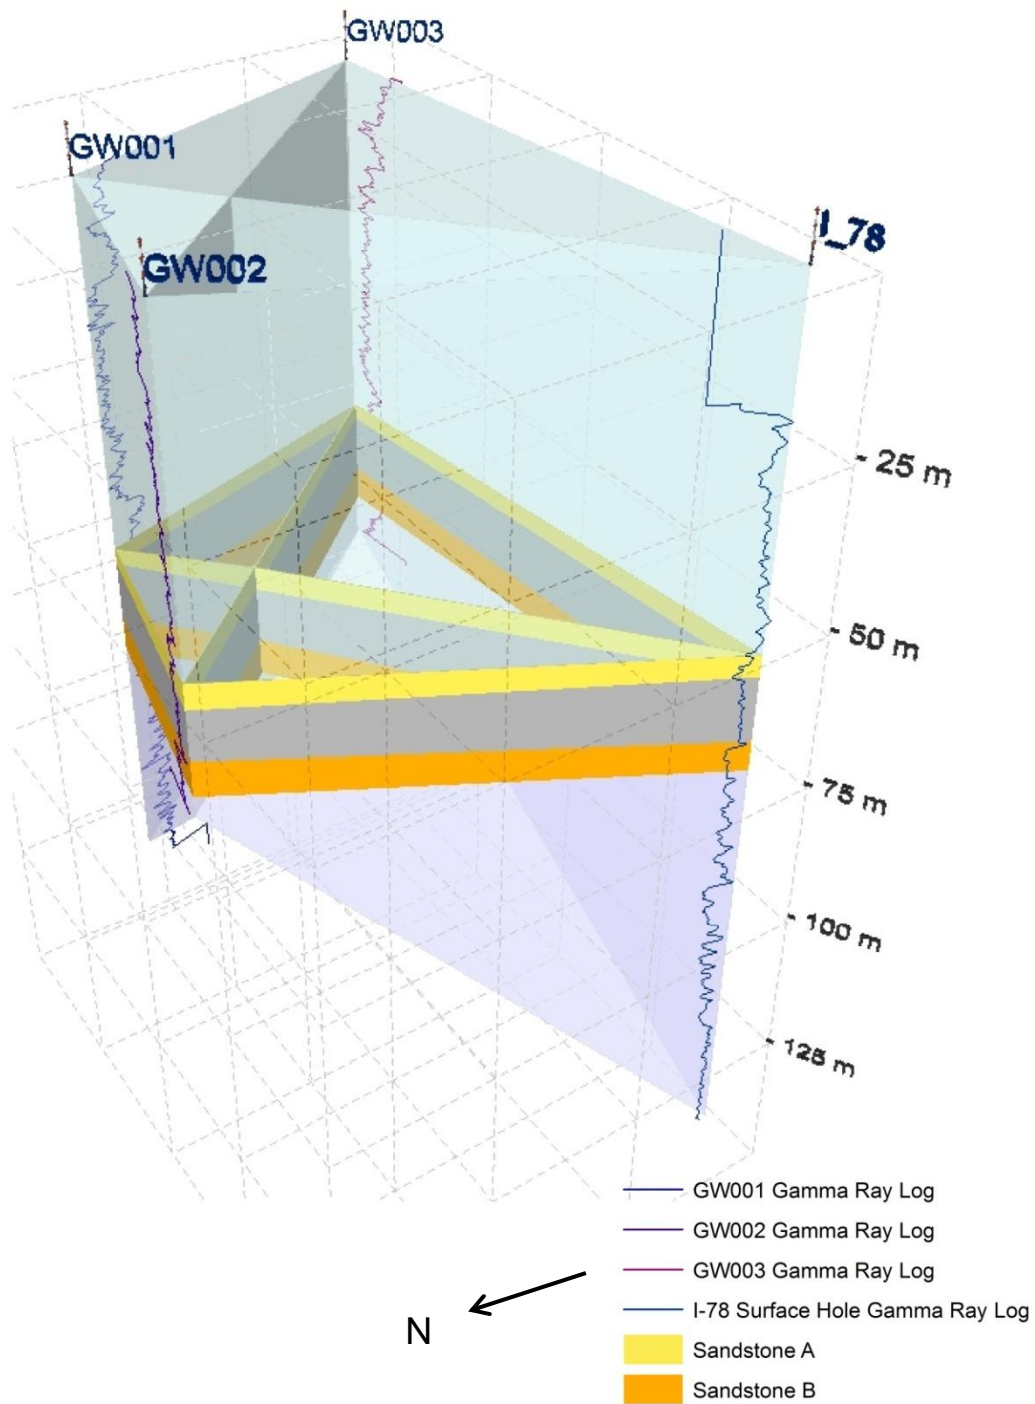 GW003
GW001
I_78
GW002
- 25 m
- 50 m
- 75 m
- 100 m
- 125 m
GW001 Gamma Ray Log
GW002 Gamma Ray Log
GW003 Gamma Ray Log
I-78 Surface Hole Gamma Ray Log
N
Sandstone A
Sandstone B